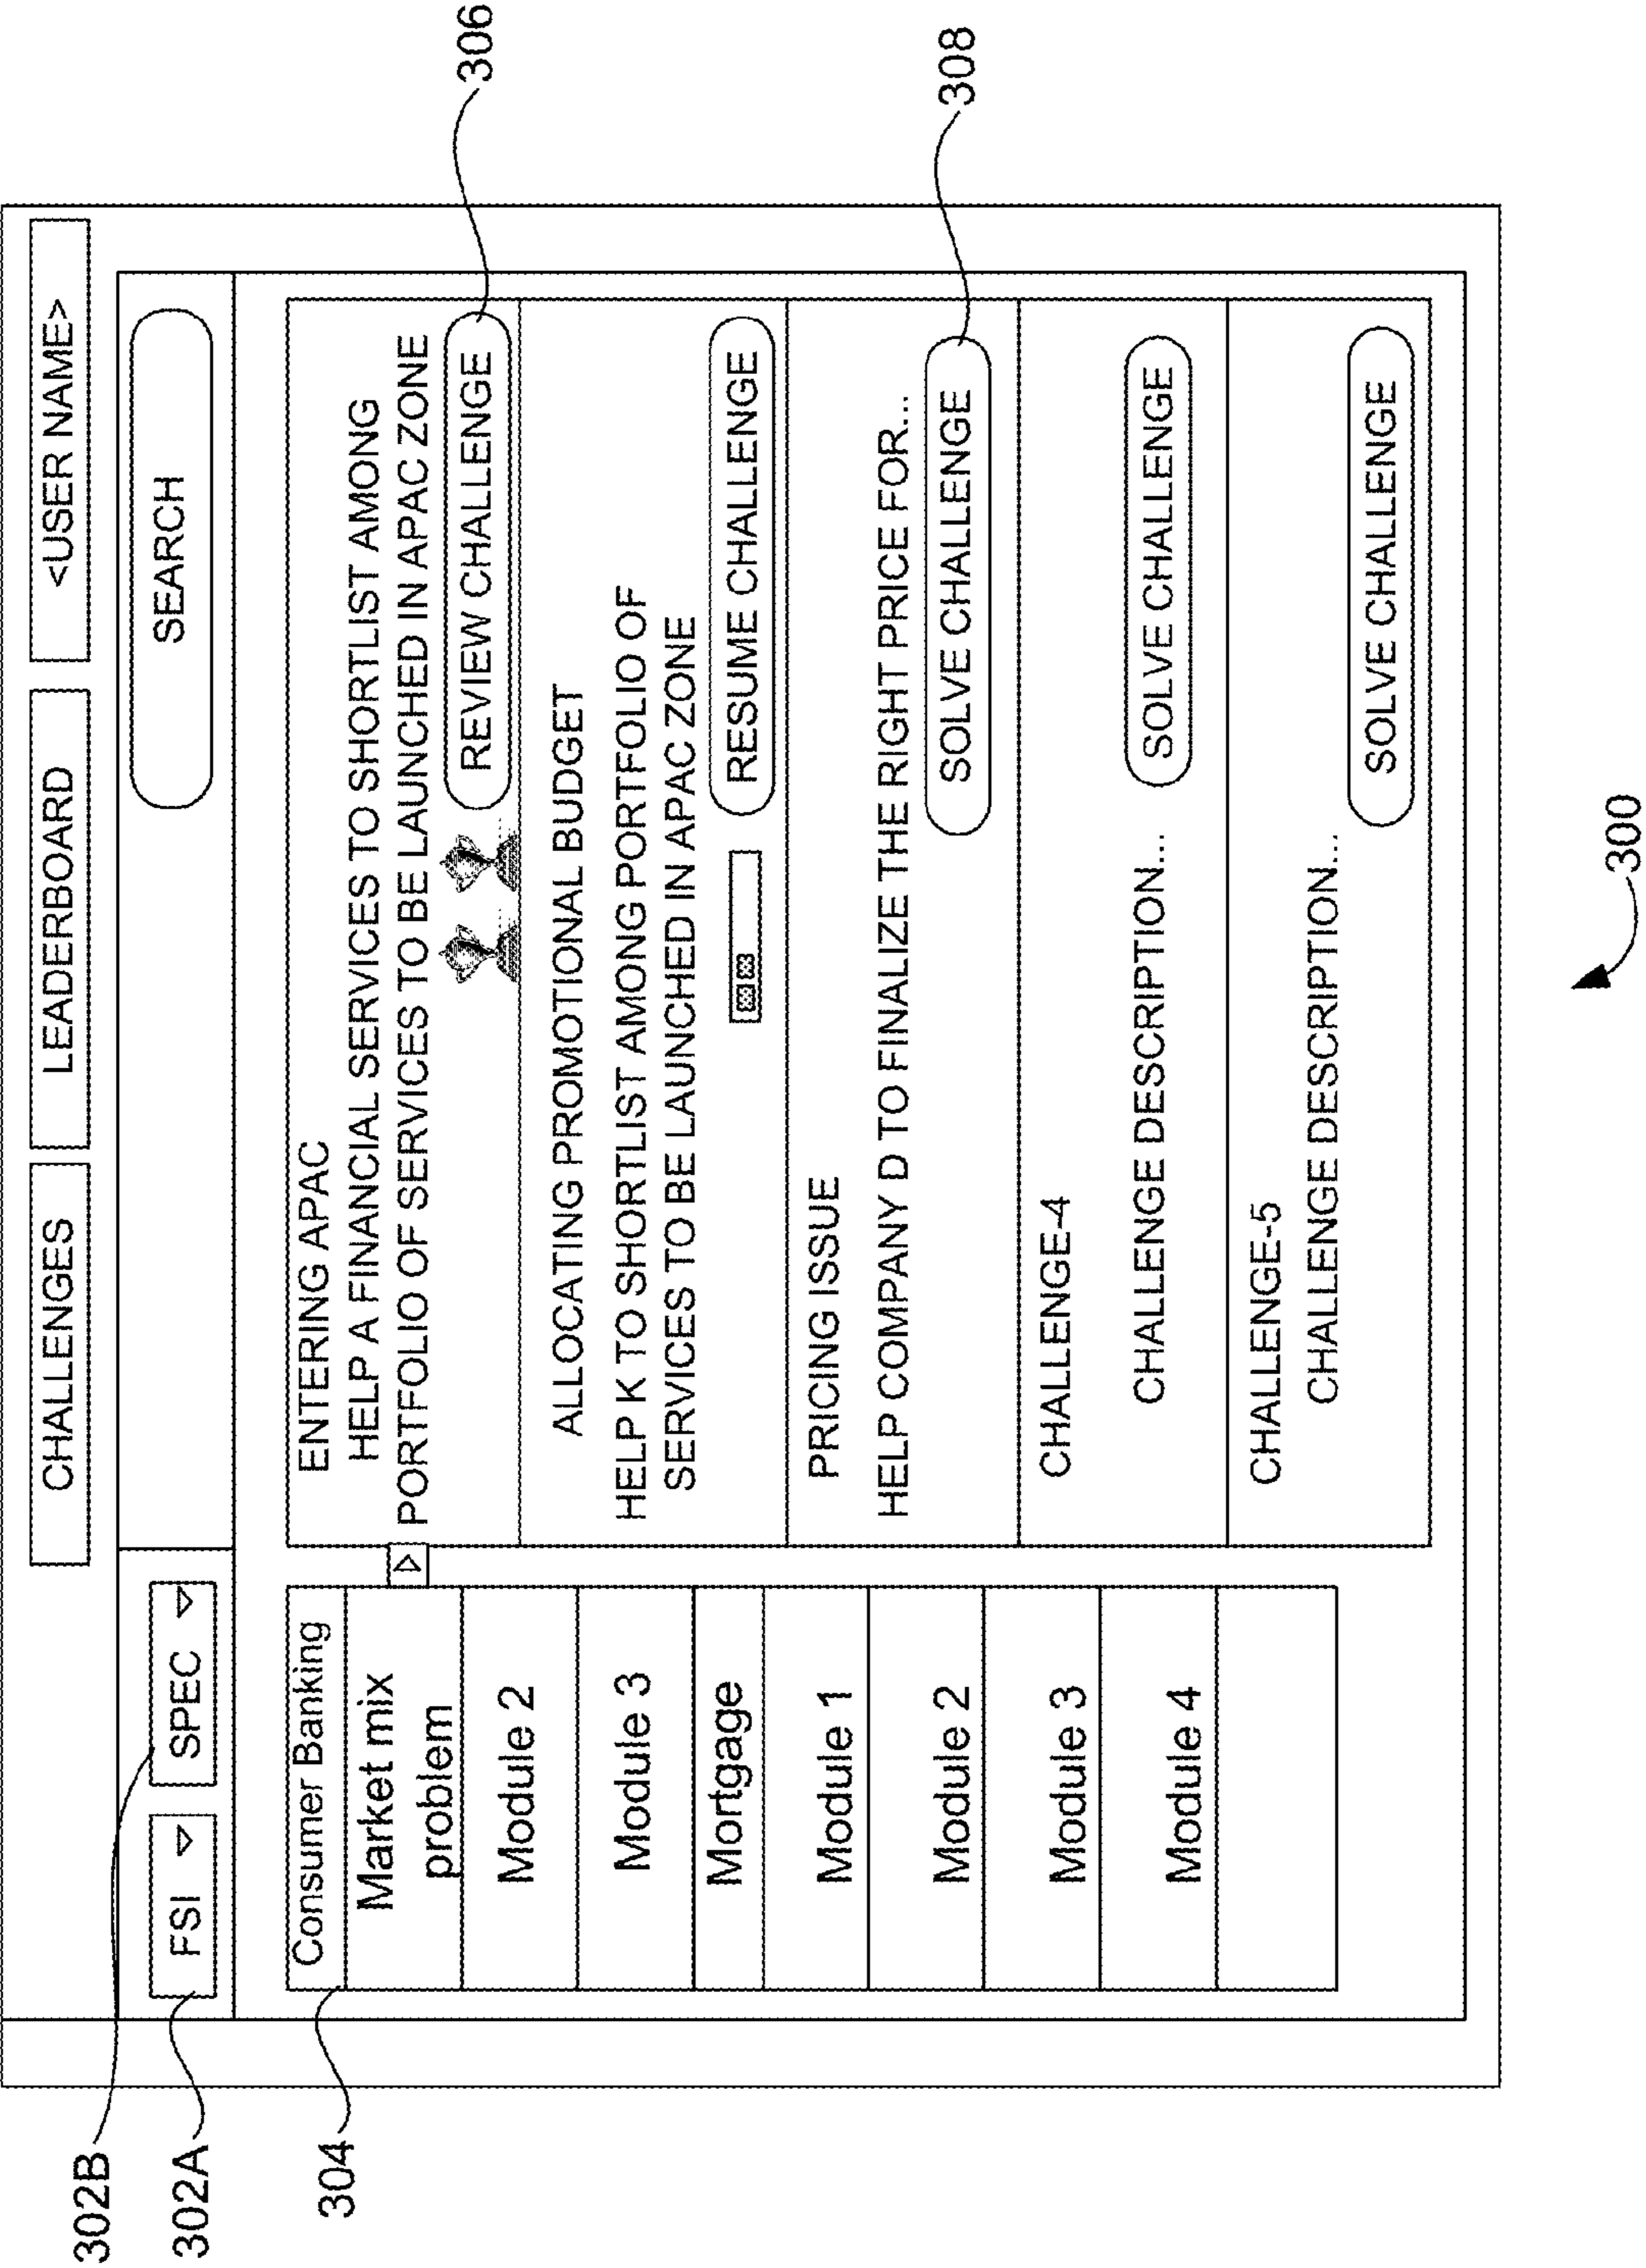 CHALLENGES
LEADERBOARD
<USER NAME>
302B
302A
FSI
SPEC
SEARCH
304
Consumer Banking
Market mix
problem
Module 2
Module 3
Mortgage
Module 1
Module 2
Module 3
Module 4
ENTERING APAC
HELP A FINANCIAL SERVICES TO SHORTLIST AMONG
PORTFOLIO OF SERVICES TO BE LAUNCHED IN APAC ZONE
REVIEW CHALLENGE
306
ALLOCATING PROMOTIONAL BUDGET
HELP K TO SHORTLIST AMONG PORTFOLIO OF
SERVICES TO BE LAUNCHED IN APAC ZONE
RESUME CHALLENGE
PRICING ISSUE
HELP COMPANY D TO FINALIZE THE RIGHT PRICE FOR...
SOLVE CHALLENGE
308
CHALLENGE-4
CHALLENGE DESCRIPTION...
SOLVE CHALLENGE
CHALLENGE-5
CHALLENGE DESCRIPTION...
SOLVE CHALLENGE
300